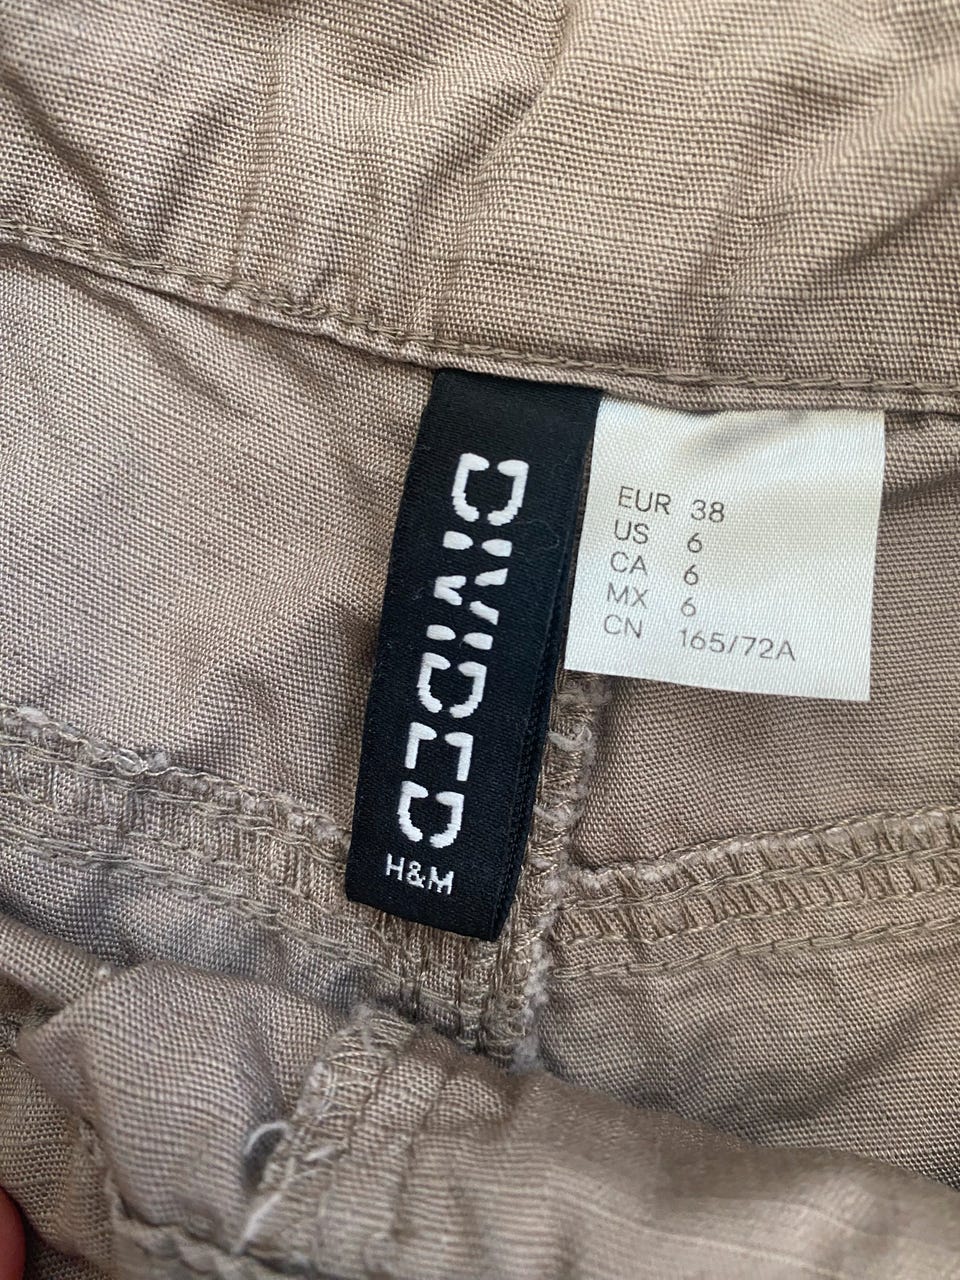 DIVIDED
H&M
EUR 38
US 6
CA 6
MX 6
CN 165/72A